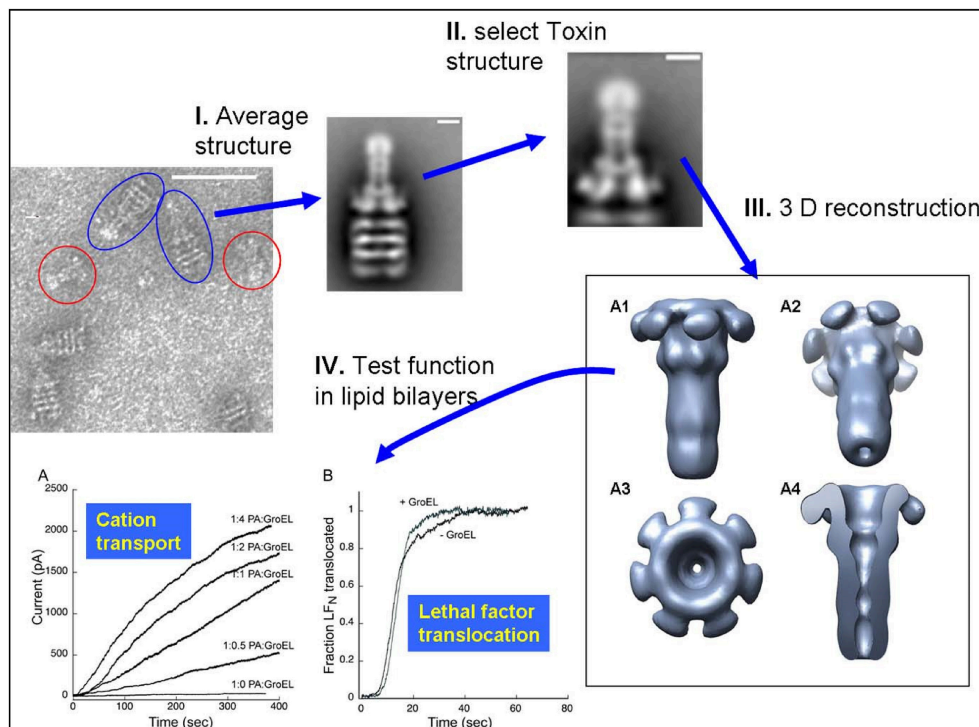 II. select Toxin
structure
I. Average
structure
III. 3 D reconstruction
A1
A2
IV. Test function
in lipid bilayers
A3
A4
A
Cation
transport
Current (pA)
2500
2000
1500
1000
500
0
1:4 PA:GroEL
1:2 PA:GroEL
1:1 PA:GroEL
1:0.5 PA:GroEL
1:0 PA:GroEL
0 100 200 300 400
Time (sec)
B
+ GroEL
- GroEL
Lethal factor
translocation
Fraction LFN translocated
1
0.8
0.6
0.4
0.2
0
0 20 40 60 80
Time (sec)